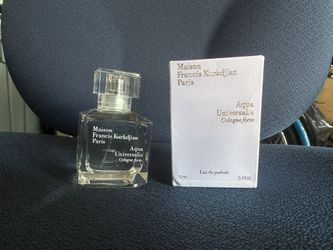 Maison
Francis Kurkdjian
Paris
Aqua
Universalis
Cologne forte
Maison
Francis Kurkdjian
Paris
Aqua
Universalis
Cologne forte
Eau de parfum